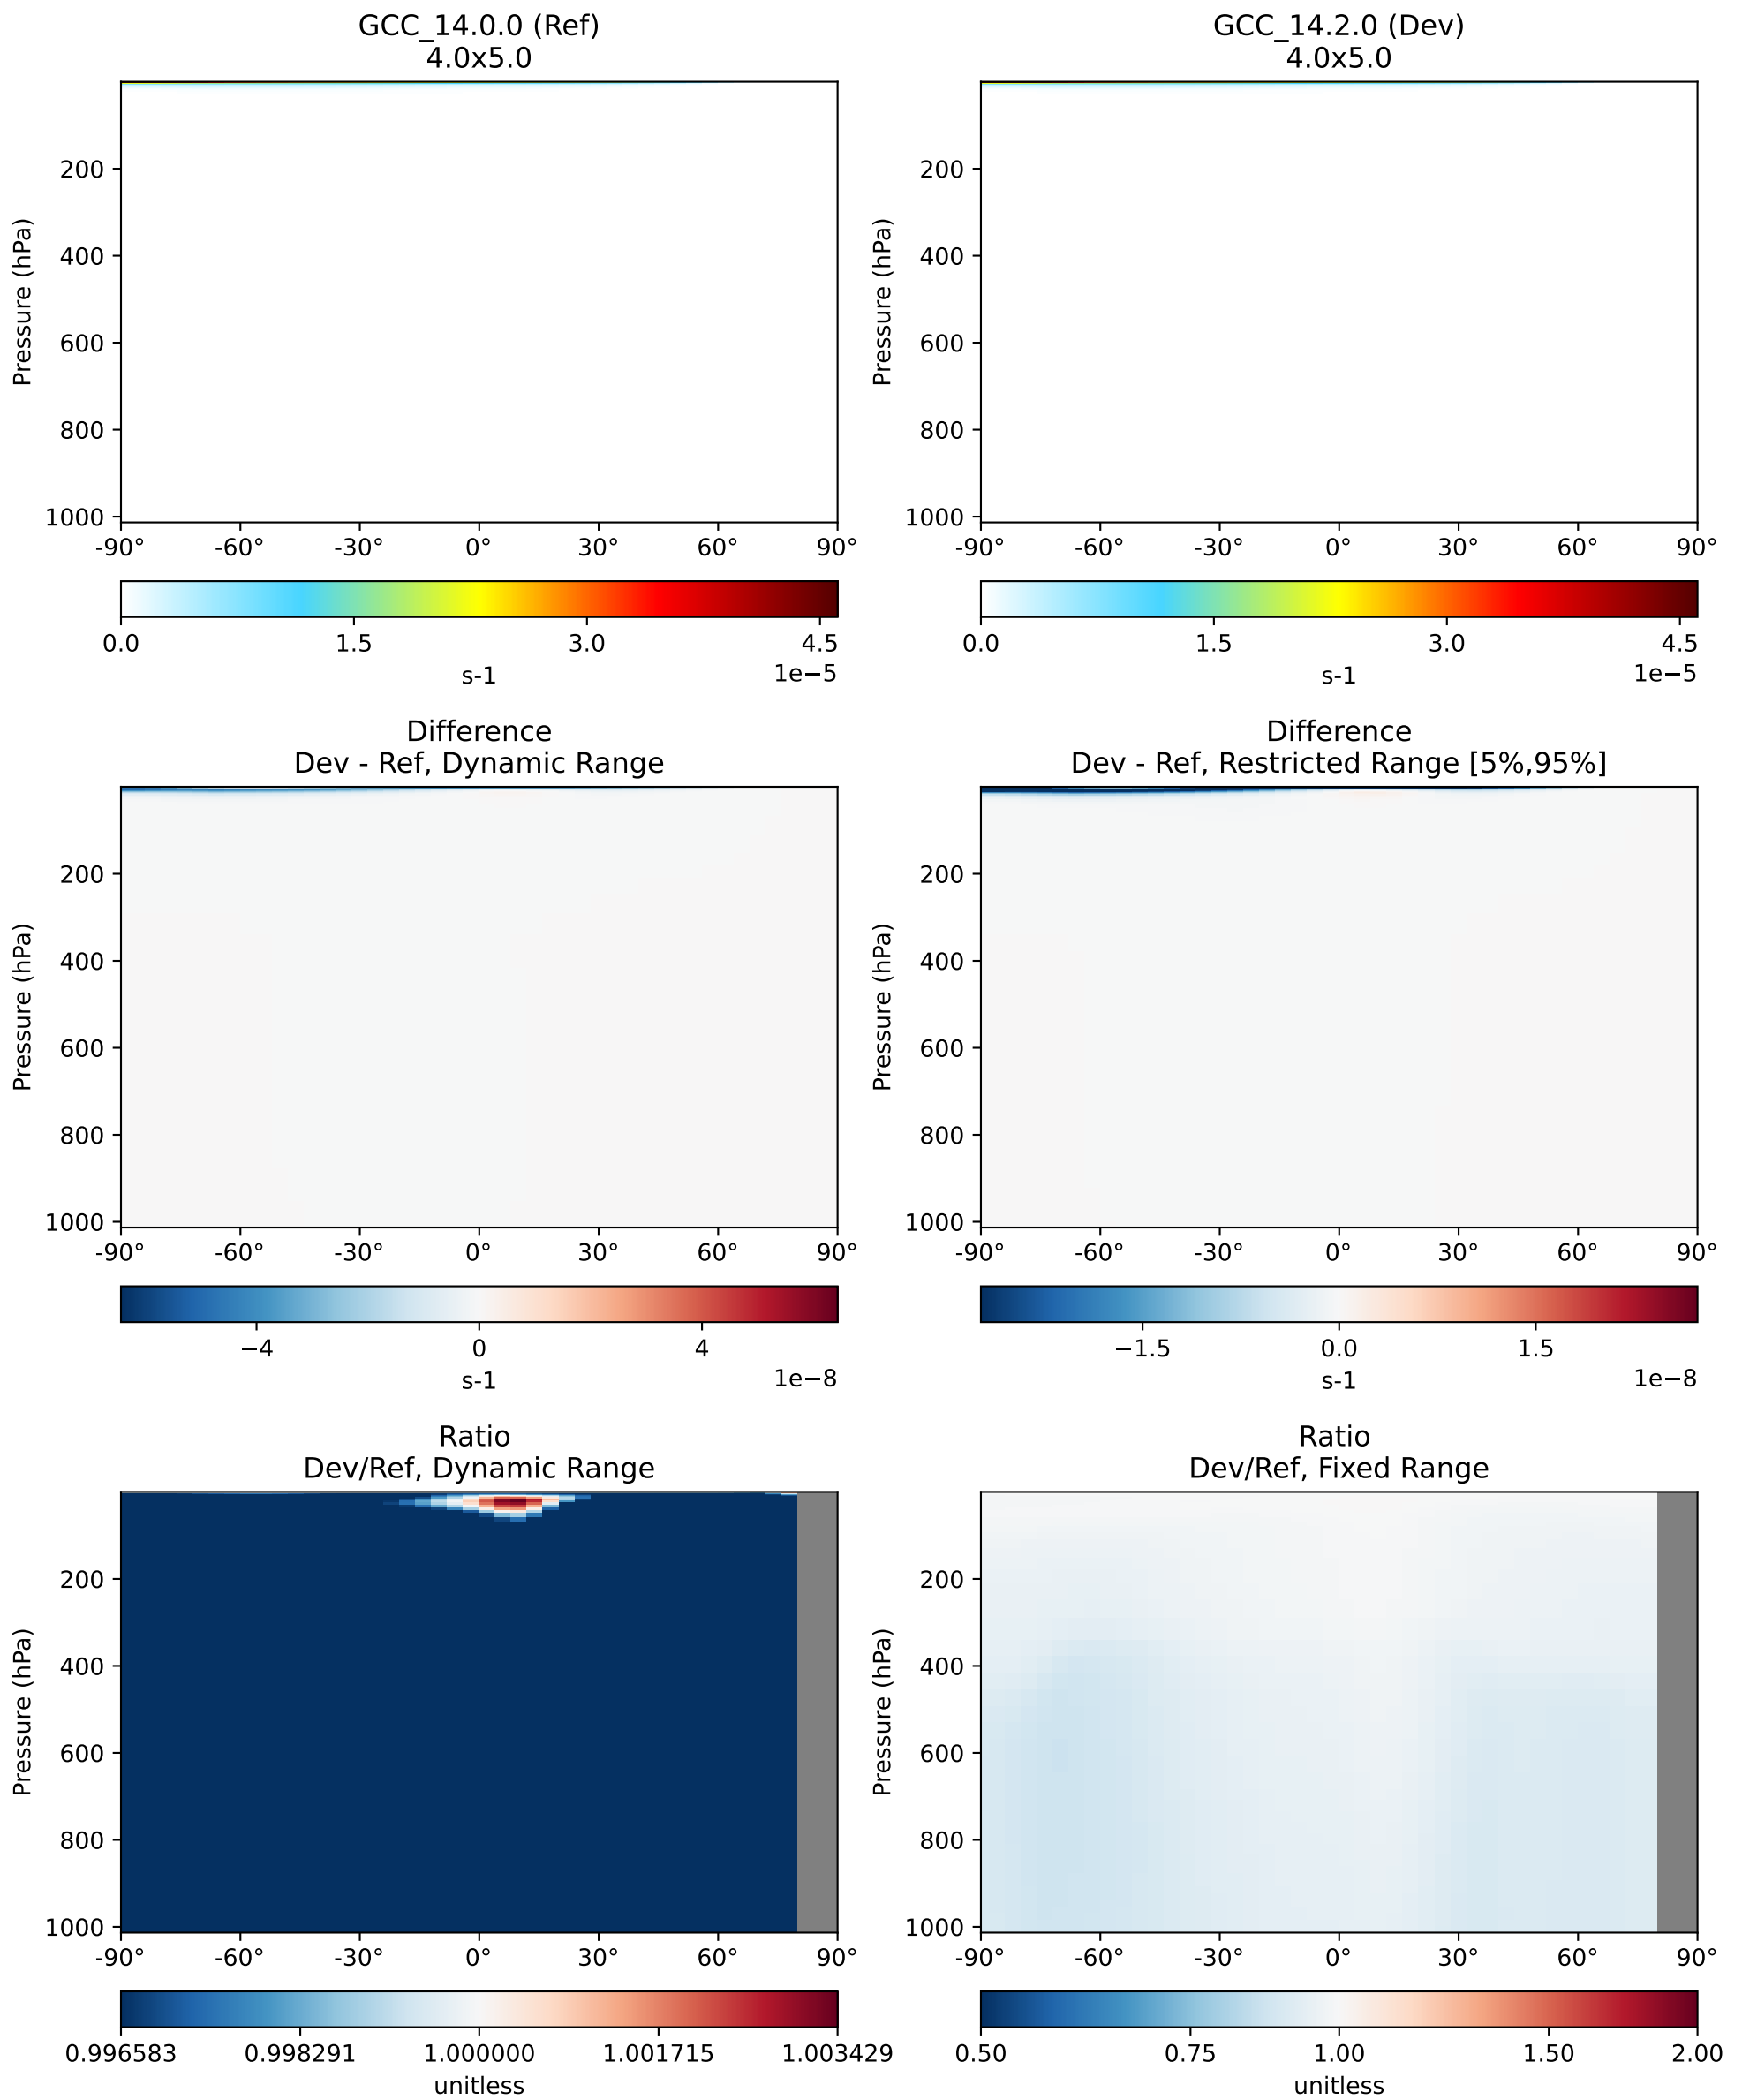 GCC_14.0.0 (Ref)
4.0x5.0
Pressure (hPa)
200
400
600
800
1000
-90° -60° -30° 0° 30° 60° 90°
0.0 1.5 3.0 4.5
s-1
1e−5
GCC_14.2.0 (Dev)
4.0x5.0
Pressure (hPa)
200
400
600
800
1000
-90° -60° -30° 0° 30° 60° 90°
0.0 1.5 3.0 4.5
s-1
1e−5
Difference
Dev - Ref, Dynamic Range
Pressure (hPa)
200
400
600
800
1000
-90° -60° -30° 0° 30° 60° 90°
−4 0 4
s-1
1e−8
Difference
Dev - Ref, Restricted Range [5%,95%]
Pressure (hPa)
200
400
600
800
1000
-90° -60° -30° 0° 30° 60° 90°
−1.5 0.0 1.5
s-1
1e−8
Ratio
Dev/Ref, Dynamic Range
Pressure (hPa)
200
400
600
800
1000
-90° -60° -30° 0° 30° 60° 90°
0.996583 0.998291 1.000000 1.001715 1.003429
unitless
Ratio
Dev/Ref, Fixed Range
Pressure (hPa)
200
400
600
800
1000
-90° -60° -30° 0° 30° 60° 90°
0.50 0.75 1.00 1.50 2.00
unitless